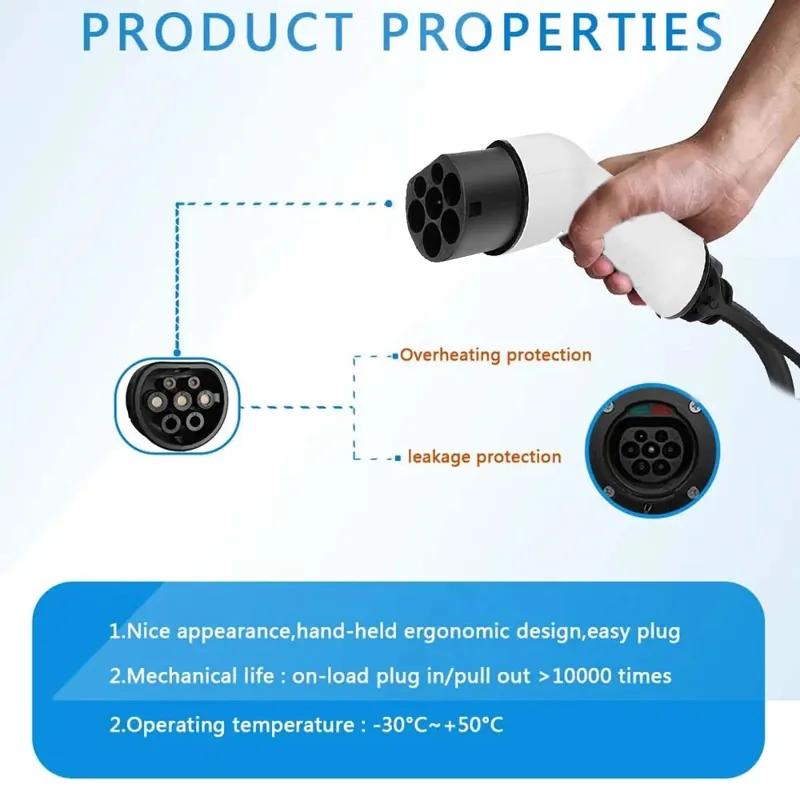 PRODUCT PROPERTIES
Overheating protection
leakage protection
1.Nice appearance,hand-held ergonomic design,easy plug
2.Mechanical life : on-load plug in/pull out >10000 times
2.Operating temperature : -30°C~+50°C